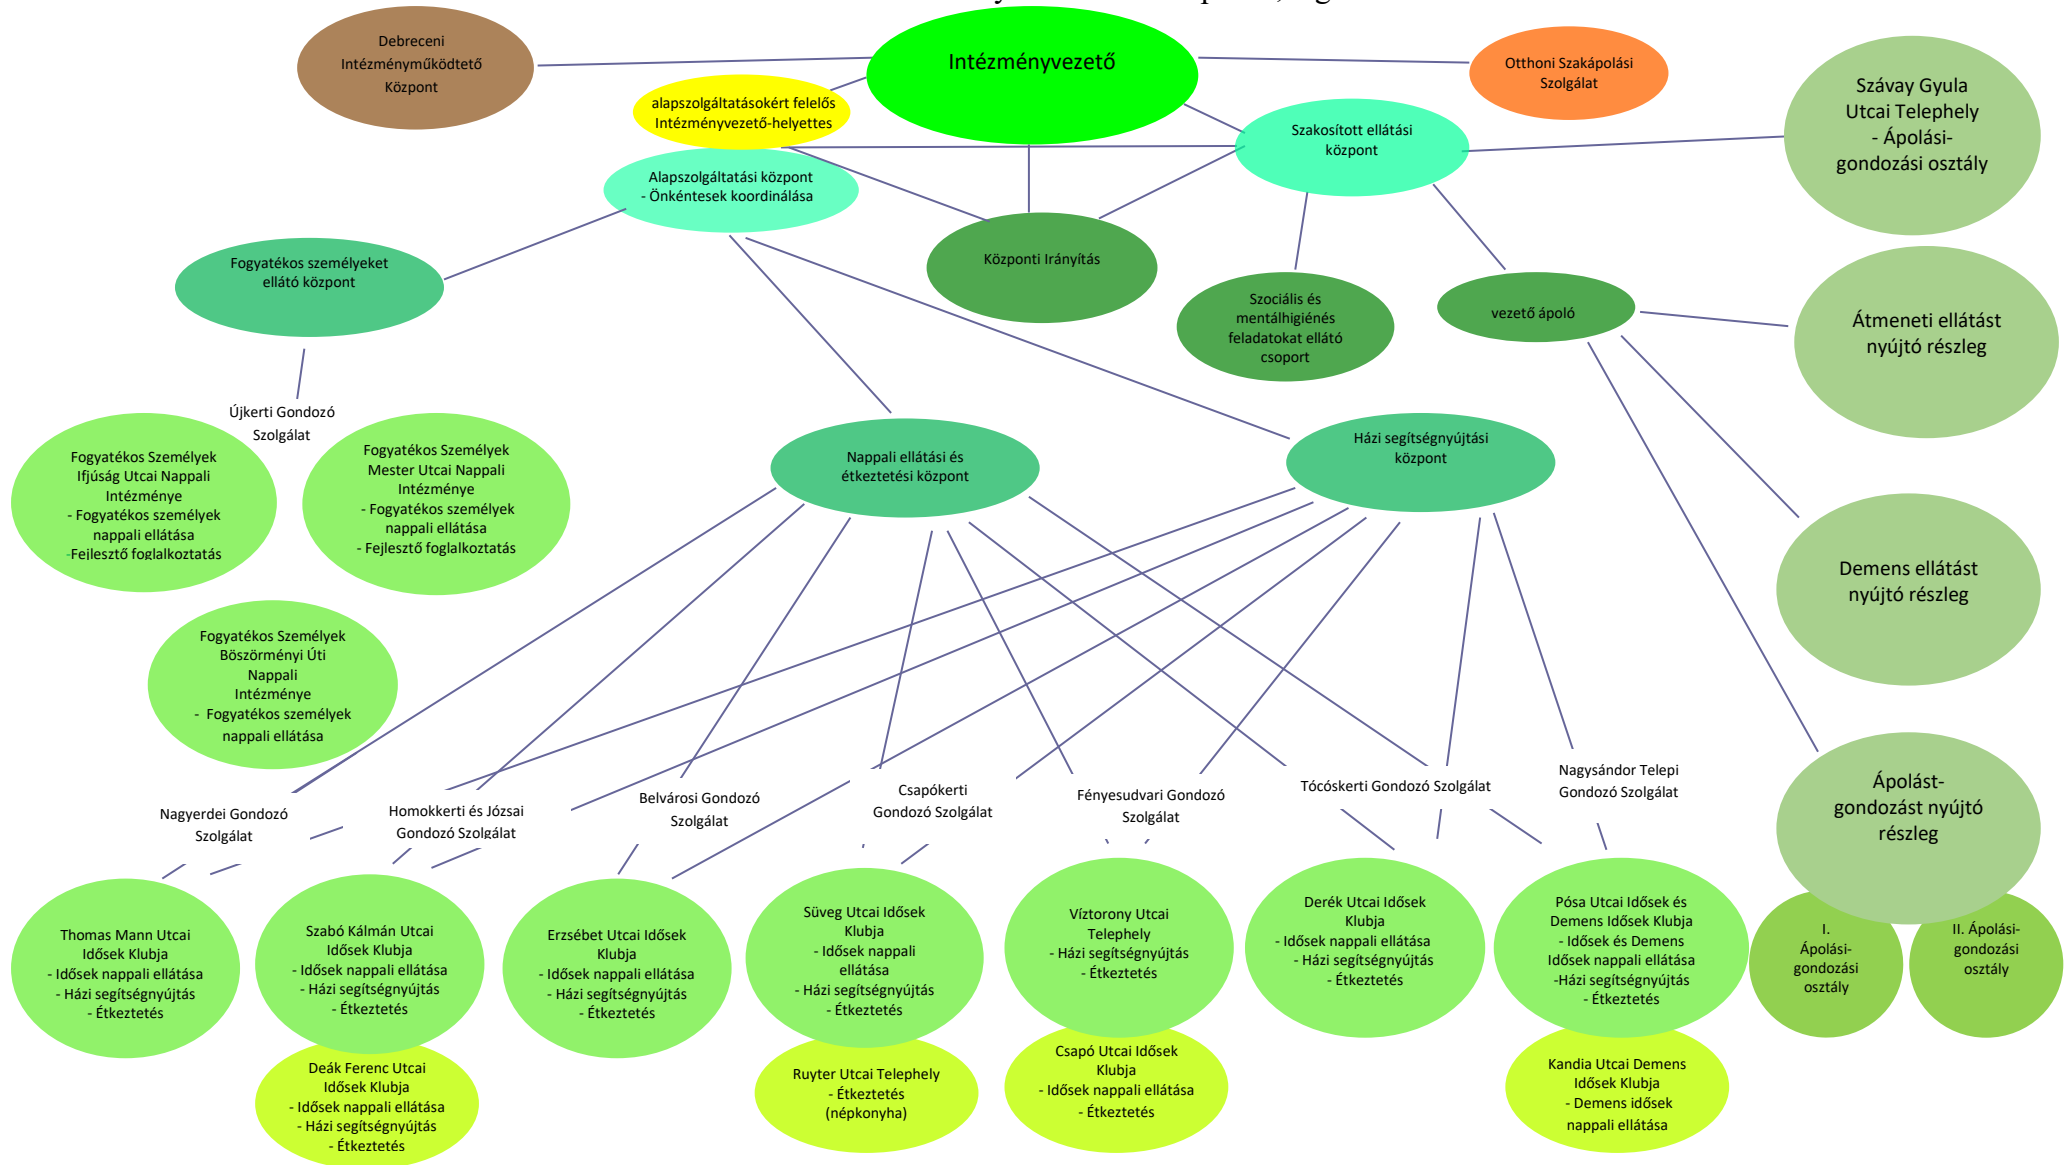 Debreceni
Intézményműködtető
Központ
Intézményvezető
Otthoni Szakápolási
Szolgálat
alapszolgáltatásokért felelős
Intézményvezető-helyettes
Szakosított ellátási
központ
Szávay Gyula
Utcai Telephely
- Ápolási-
gondozási osztály
Alapszolgáltatási központ
- Önkéntesek koordinálása
Fogyatékos személyeket
ellátó központ
Központi Irányítás
Szociális és
mentálhigiénés
feladatokat ellátó
csoport
vezető ápoló
Átmeneti ellátást
nyújtó részleg
Újkerti Gondozó
Szolgálat
Fogyatékos Személyek
Ifjúság Utcai Nappali
Intézménye
- Fogyatékos személyek
nappali ellátása
-Fejlesztő foglalkoztatás
Fogyatékos Személyek
Mester Utcai Nappali
Intézménye
- Fogyatékos személyek
nappali ellátása
- Fejlesztő foglalkoztatás
Nappali ellátási és
étkeztetési központ
Házi segítségnyújtási
központ
Demens ellátást
nyújtó részleg
Fogyatékos Személyek
Böszörményi Úti
Nappali
Intézménye
- Fogyatékos személyek
nappali ellátása
Ápolást-
gondozást nyújtó
részleg
Nagyerdei Gondozó
Szolgálat
Homokkerti és Józsai
Gondozó Szolgálat
Belvárosi Gondozó
Szolgálat
Csapókerti
Gondozó Szolgálat
Fényesudvari Gondozó
Szolgálat
Tócóskerti Gondozó Szolgálat
Nagysándor Telepi
Gondozó Szolgálat
Thomas Mann Utcai
Idősek Klubja
- Idősek nappali ellátása
- Házi segítségnyújtás
- Étkeztetés
Szabó Kálmán Utcai
Idősek Klubja
- Idősek nappali ellátása
- Házi segítségnyújtás
- Étkeztetés
Erzsébet Utcai Idősek
Klubja
- Idősek nappali ellátása
- Házi segítségnyújtás
- Étkeztetés
Süveg Utcai Idősek
Klubja
- Idősek nappali
ellátása
- Házi segítségnyújtás
- Étkeztetés
Víztorony Utcai
Telephely
- Házi segítségnyújtás
- Étkeztetés
Derék Utcai Idősek
Klubja
- Idősek nappali ellátása
- Házi segítségnyújtás
- Étkeztetés
Pósa Utcai Idősek és
Demens Idősek Klubja
- Idősek és Demens
Idősek nappali ellátása
-Házi segítségnyújtás
- Étkeztetés
I.
Ápolási-
gondozási
osztály
II. Ápolási-
gondozási
osztály
Deák Ferenc Utcai
Idősek Klubja
- Idősek nappali ellátása
- Házi segítségnyújtás
- Étkeztetés
Ruyter Utcai Telephely
- Étkeztetés
(népkonyha)
Csapó Utcai Idősek
Klubja
- Idősek nappali ellátása
- Étkeztetés
Kandia Utcai Demens
Idősek Klubja
- Demens idősek
nappali ellátása